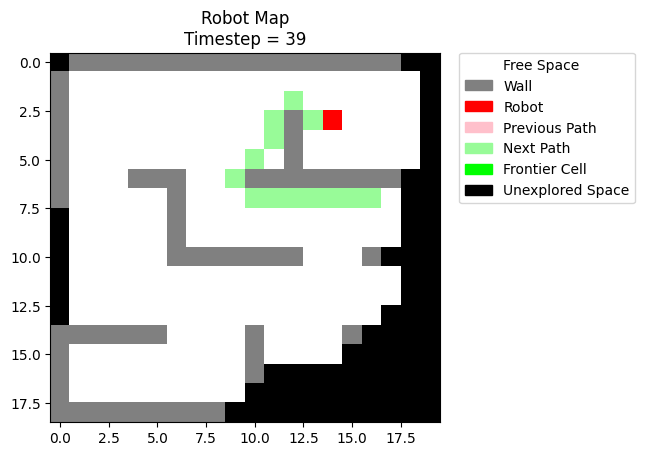 Robot Map
Timestep = 39
Free Space
Wall
Robot
Previous Path
Next Path
Frontier Cell
Unexplored Space
0.0
2.5
5.0
7.5
10.0
12.5
15.0
17.5
0.0 2.5 5.0 7.5 10.0 12.5 15.0 17.5